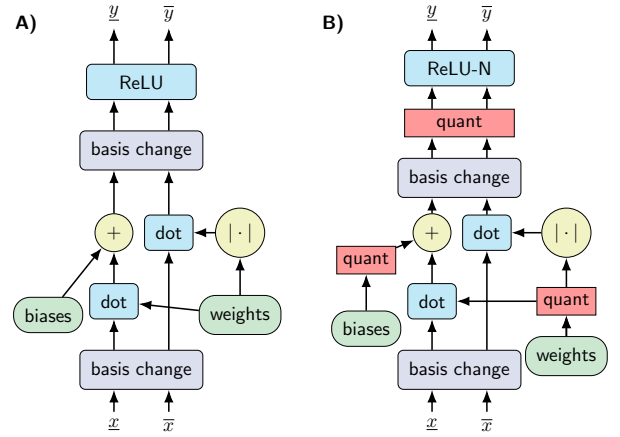 A)
y y̅
ReLU
basis change
+ dot | · |
dot
biases weights
basis change
x x̅
B)
y y̅
ReLU-N
quant
basis change
+ dot | · |
quant
dot quant
biases
weights
basis change
x x̅